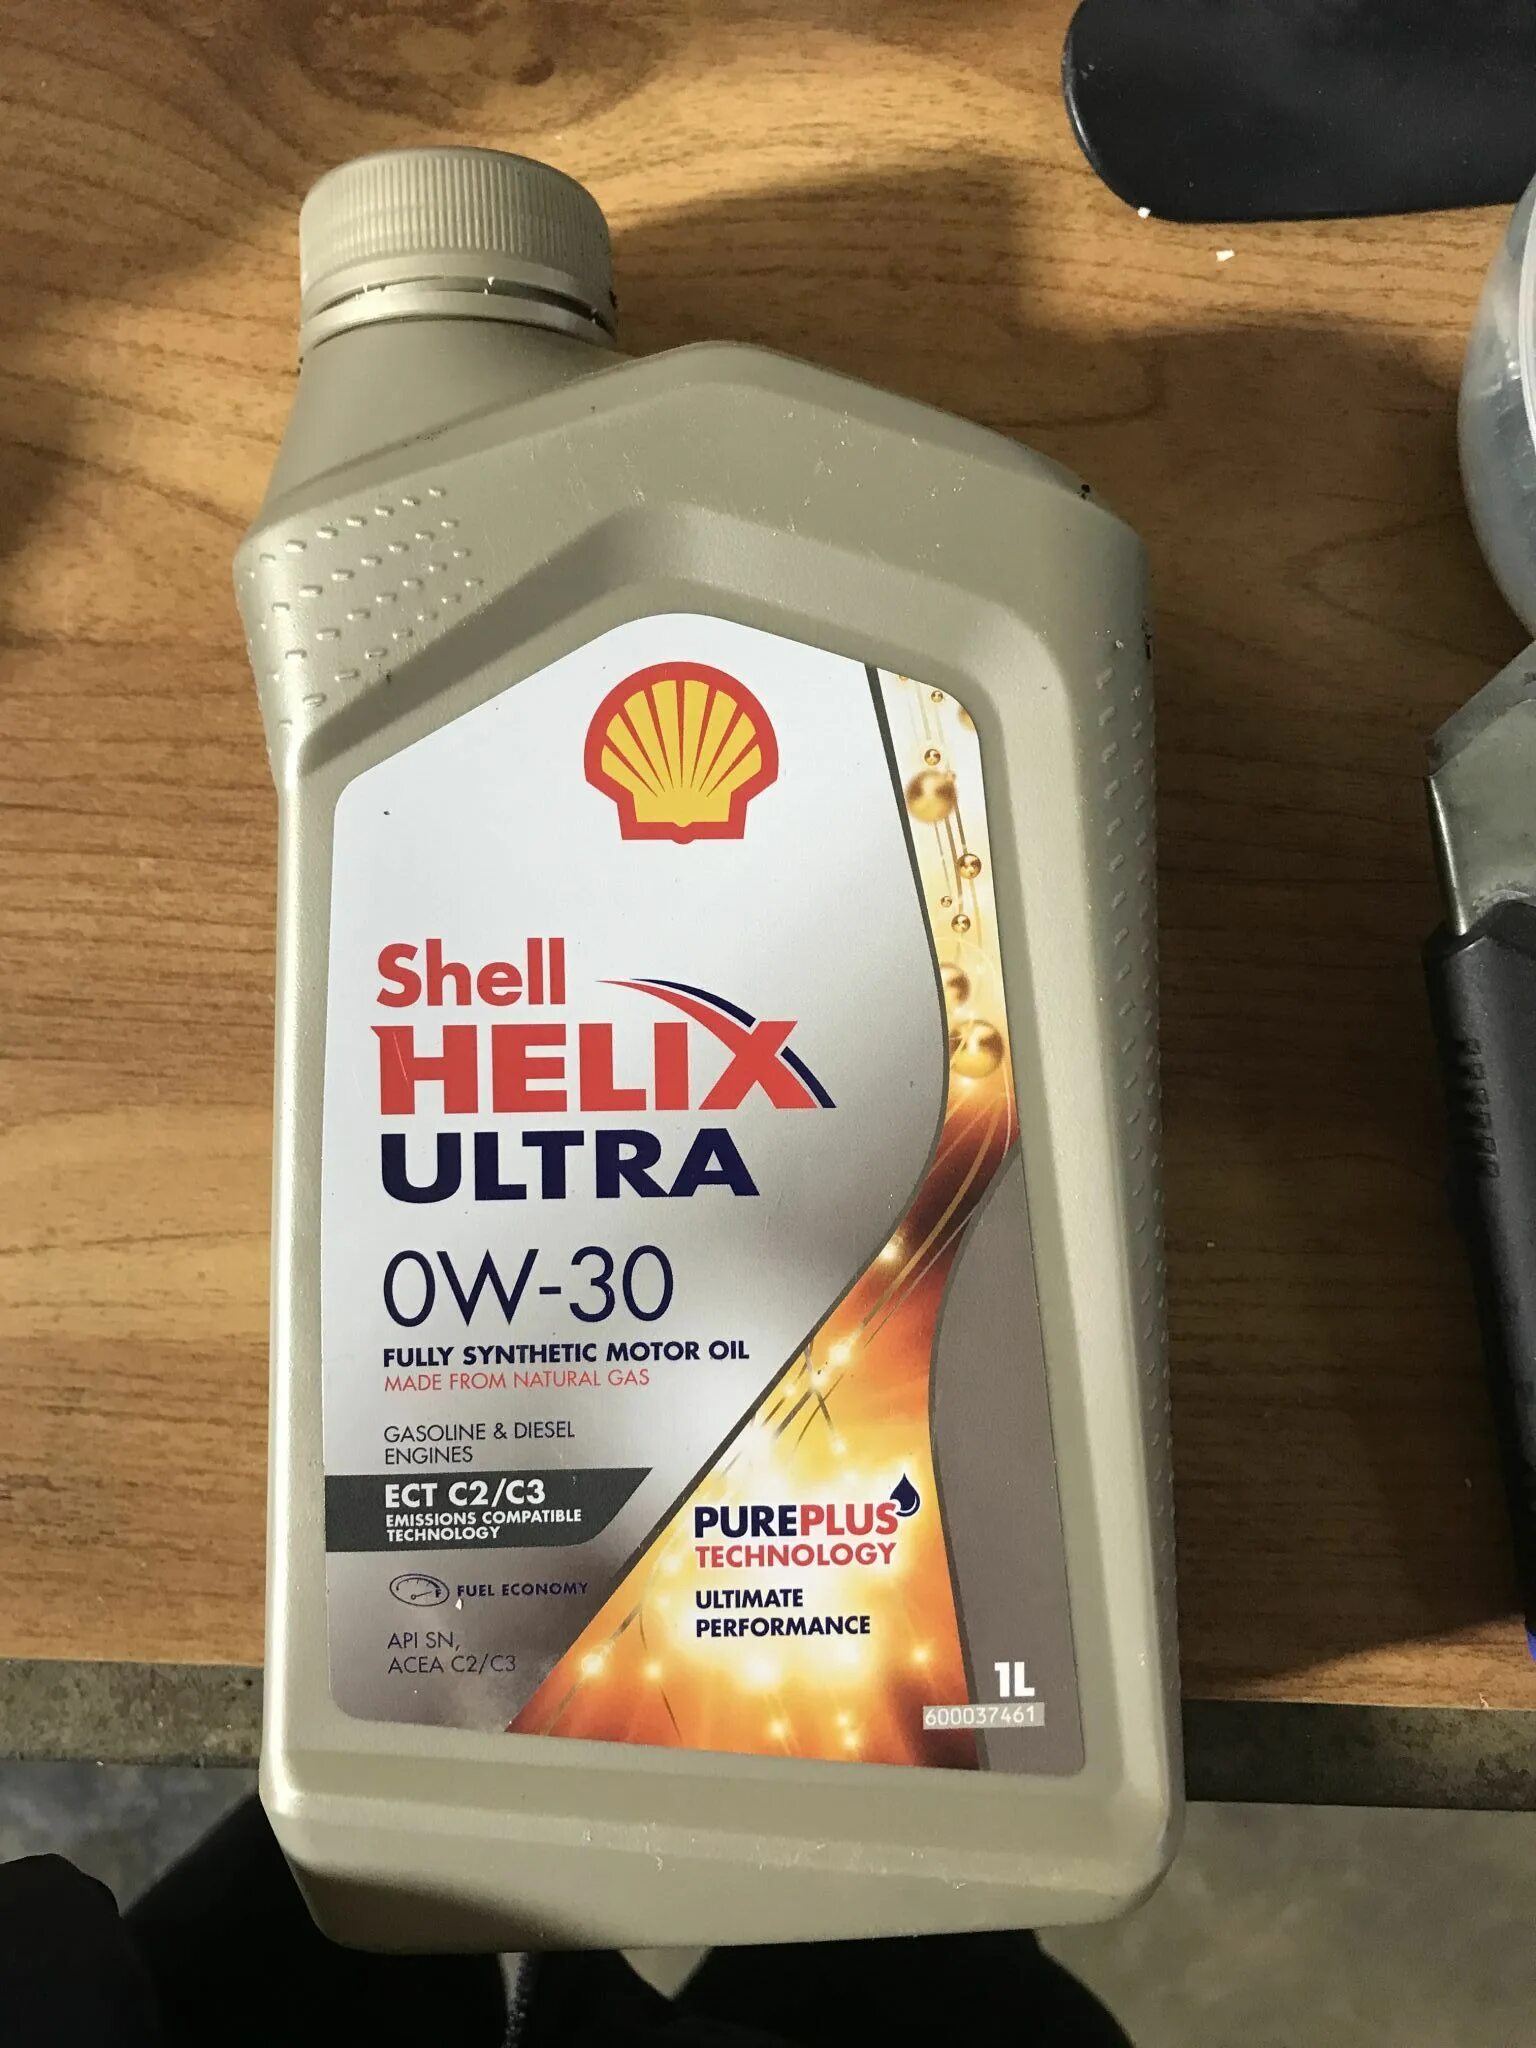 Shell
HELIX
ULTRA
0W-30
FULLY SYNTHETIC MOTOR OIL
MADE FROM NATURAL GAS
GASOLINE & DIESEL
ENGINES
ECT C2/C3
EMISSIONS COMPATIBLE
TECHNOLOGY
FUEL ECONOMY
API SN,
ACEA C2/C3
PUREPLUS
TECHNOLOGY
ULTIMATE
PERFORMANCE
1L
600037461